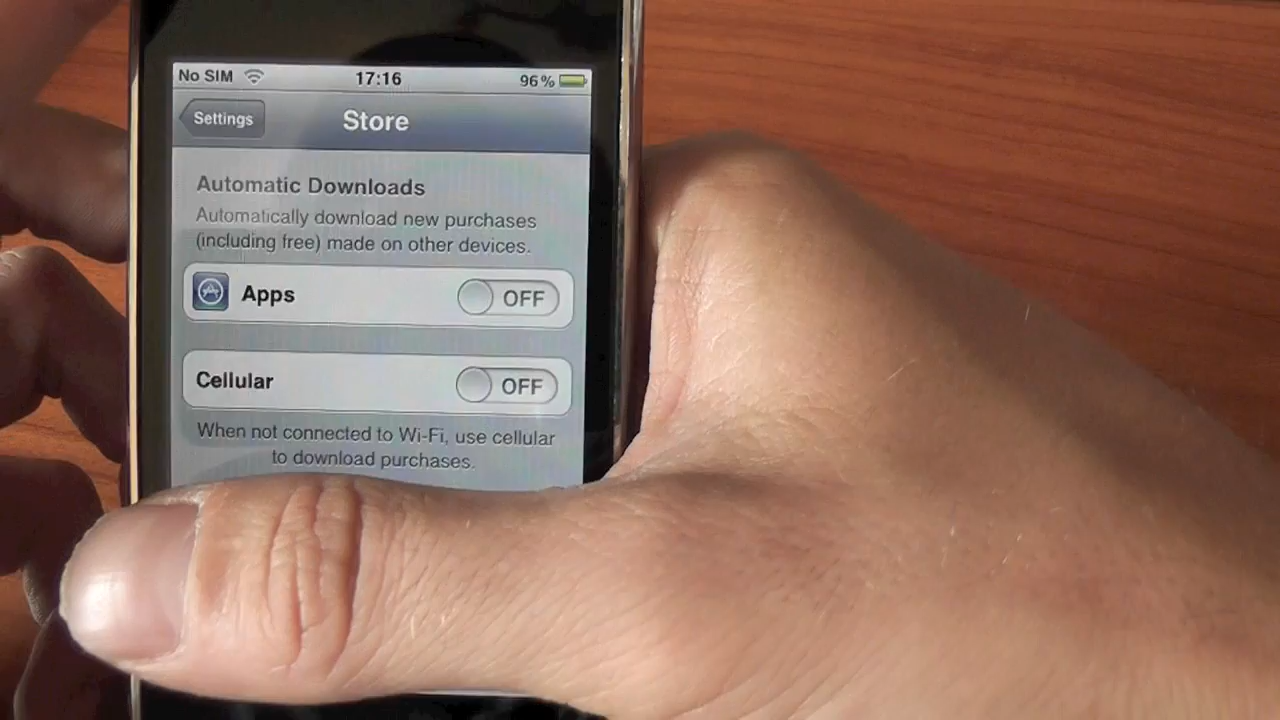 No SIM 17:16 96%
Settings Store
Automatic Downloads
Automatically download new purchases
(including free) made on other devices.
Apps OFF
Cellular OFF
When not connected to Wi-Fi, use cellular
to download purchases.